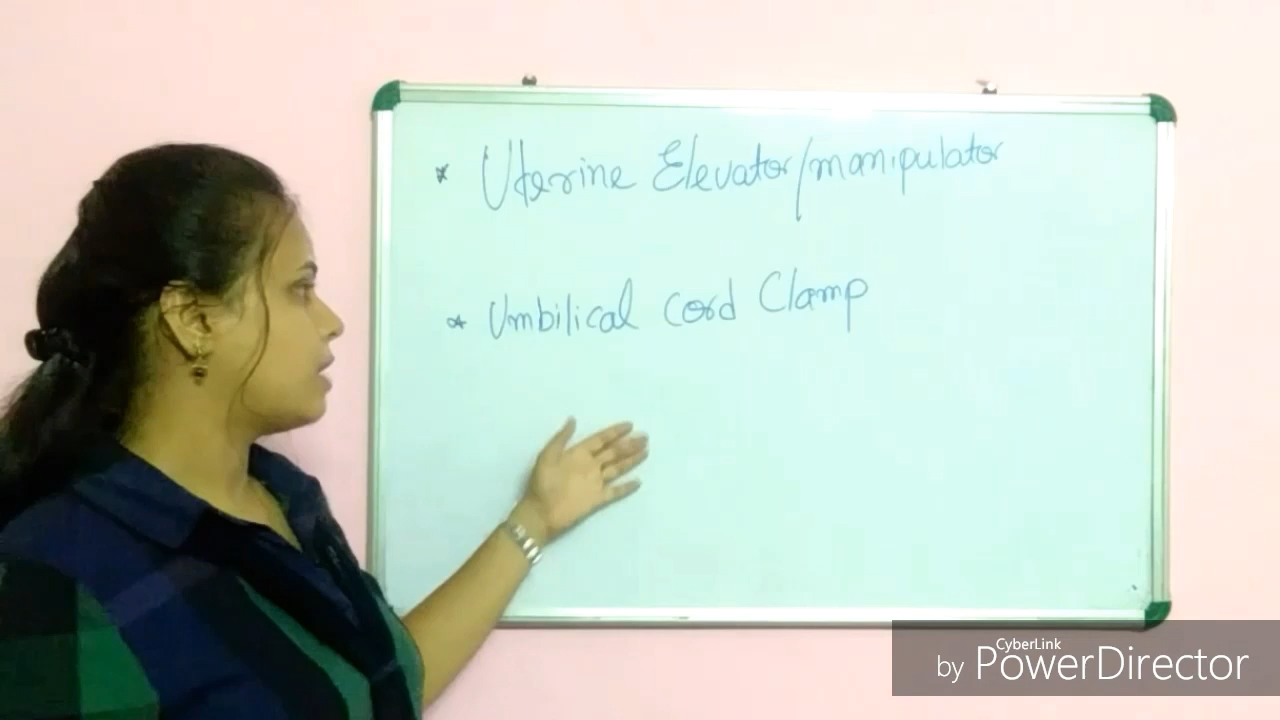 * Uterine Elevator/manipulator
* Umbilical Cord Clamp
CyberLink
by PowerDirector